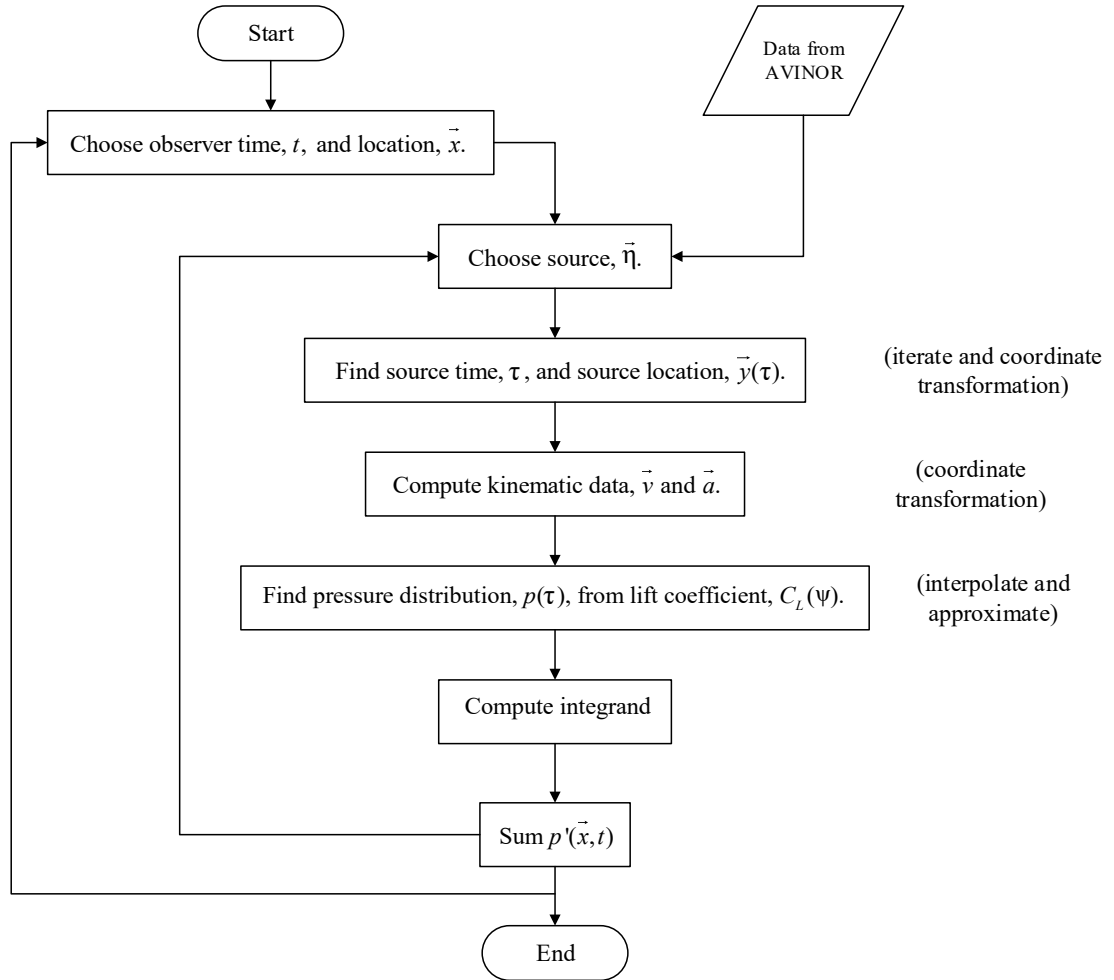 Start
Data from
AVINOR
Choose observer time, t, and location, x⃗.
Choose source, η⃗.
Find source time, τ, and source location, y⃗(τ).
(iterate and coordinate
transformation)
Compute kinematic data, v⃗ and a⃗.
(coordinate
transformation)
Find pressure distribution, p(τ), from lift coefficient, C_L(ψ).
(interpolate and
approximate)
Compute integrand
Sum p'(x⃗,t)
End